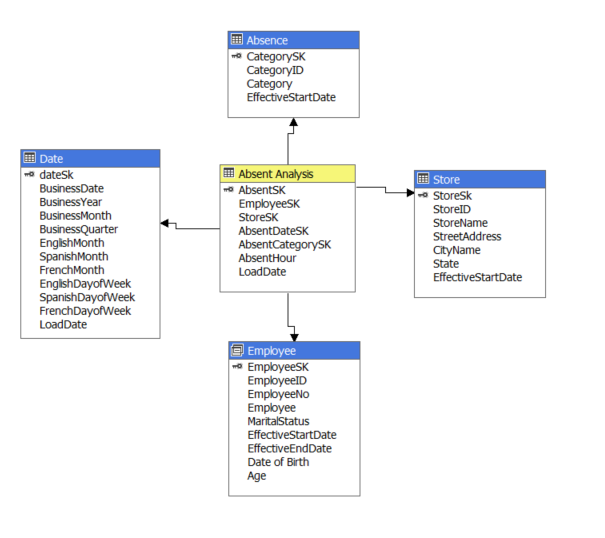 Absence
CategorySK
CategoryID
Category
EffectiveStartDate
Date
dateSk
BusinessDate
BusinessYear
BusinessMonth
BusinessQuarter
EnglishMonth
SpanishMonth
FrenchMonth
EnglishDayofWeek
SpanishDayofWeek
FrenchDayofWeek
LoadDate
Absent Analysis
AbsentSK
EmployeeSK
StoreSK
AbsentDateSK
AbsentCategorySK
AbsentHour
LoadDate
Store
StoreSk
StoreID
StoreName
StreetAddress
CityName
State
EffectiveStartDate
Employee
EmployeeSK
EmployeeID
EmployeeNo
Employee
MaritalStatus
EffectiveStartDate
EffectiveEndDate
Date of Birth
Age